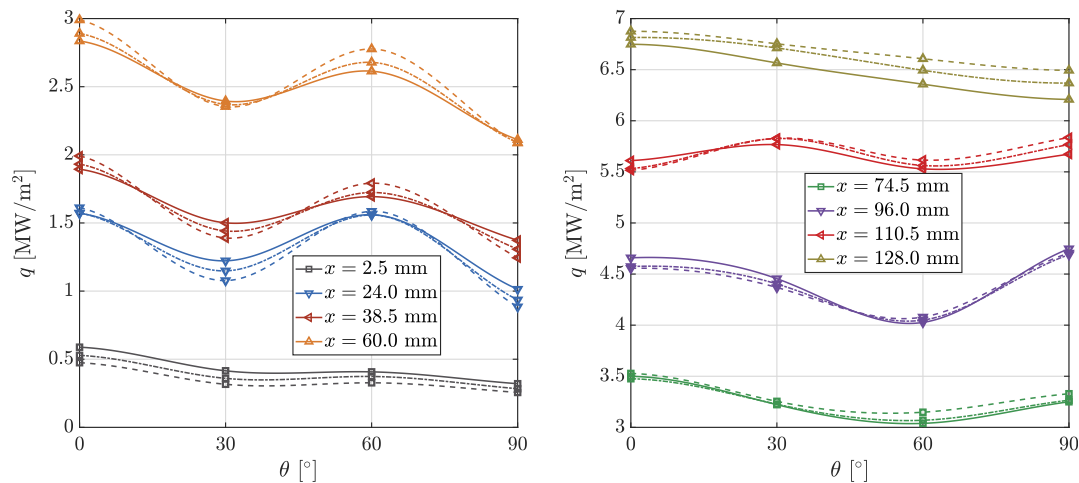 3
2.5
2
1.5
1
0.5
0
0
30
60
90
q [MW/m²]
θ [°]
x = 2.5 mm
x = 24.0 mm
x = 38.5 mm
x = 60.0 mm
7
6.5
6
5.5
5
4.5
4
3.5
3
0
30
60
90
q [MW/m²]
θ [°]
x = 74.5 mm
x = 96.0 mm
x = 110.5 mm
x = 128.0 mm